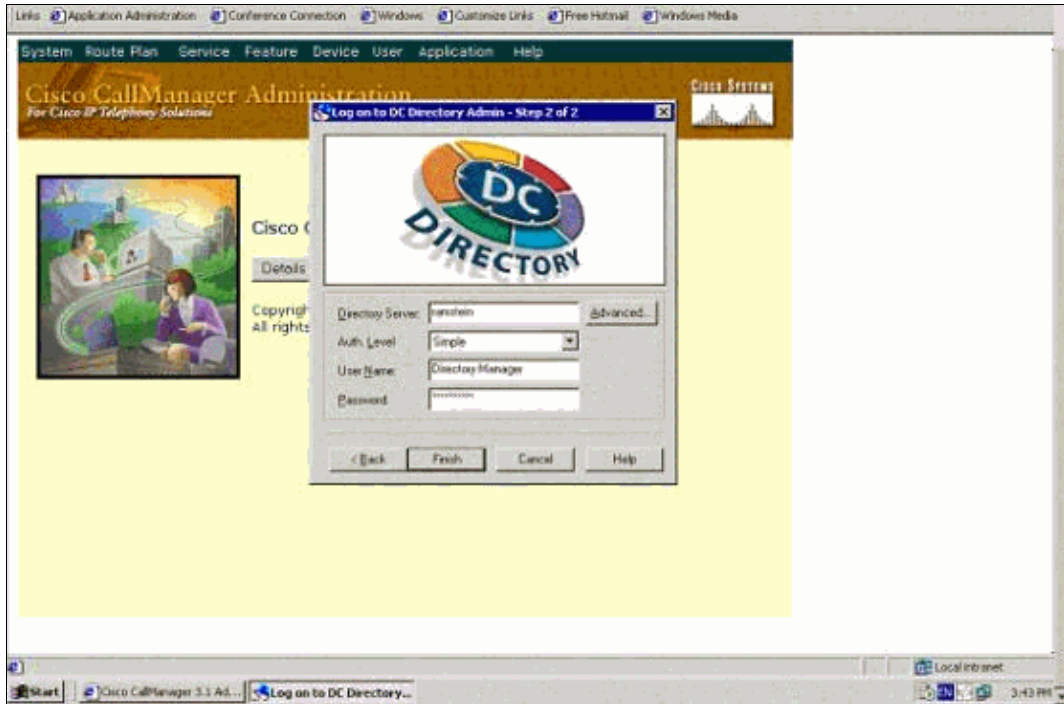 Links Application Administration Conference Connection Windows Customize Links Free Hotmail Windows Media
System Route Plan Service Feature Device User Application Help
Cisco CallManager Administration
For Cisco IP Telephony Solutions
CISCO SYSTEMS
Log on to DC Directory Admin - Step 2 of 2
DC
DIRECTORY
Cisco
Details
Copyrigh
All rights
Directory Server: Advanced...
Auth. Level Simple
User Name: Directory Manager
Password: **********
< Back Finish Cancel Help
Local intranet
Start Cisco CallManager 3.1 Ad... Log on to DC Directory... EN 3:43 PM